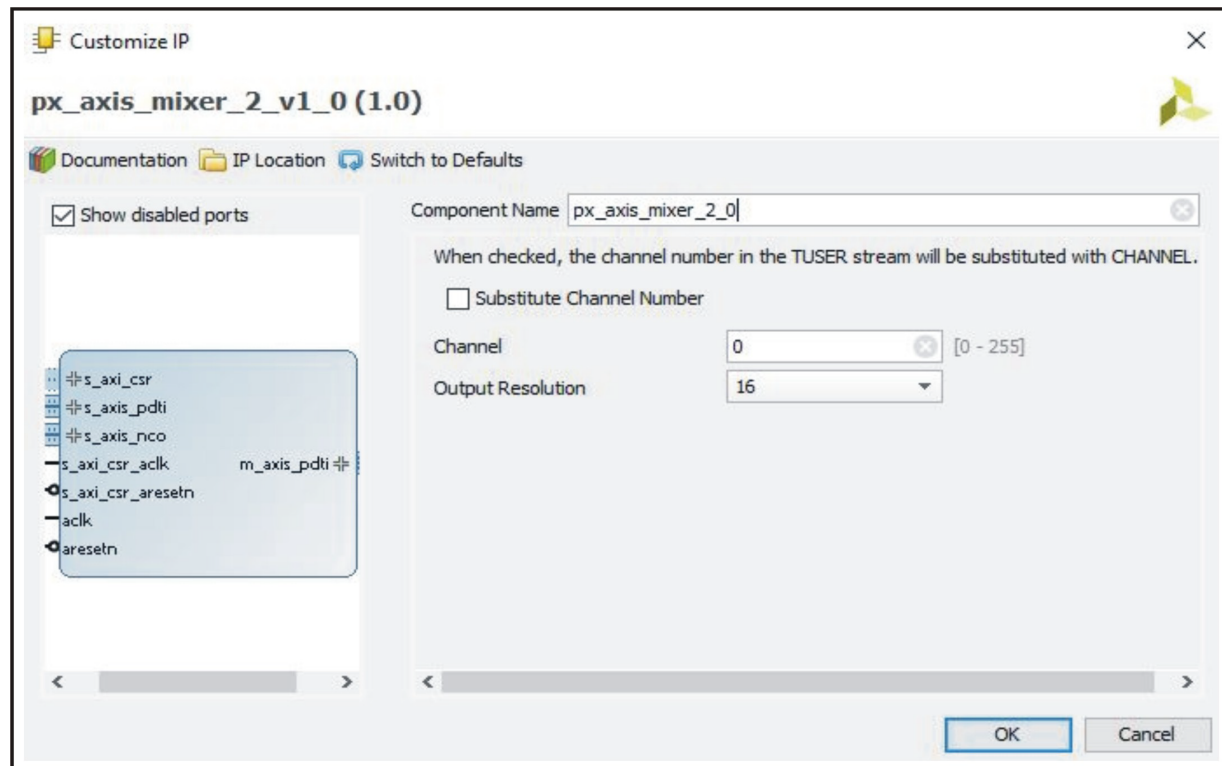 Customize IP
px_axis_mixer_2_v1_0 (1.0)
Documentation IP Location Switch to Defaults
Show disabled ports
Component Name px_axis_mixer_2_0
When checked, the channel number in the TUSER stream will be substituted with CHANNEL.
Substitute Channel Number
Channel 0 [0 - 255]
Output Resolution 16
s_axi_csr
s_axis_pdti
s_axis_nco
s_axi_csr_aclk m_axis_pdti
s_axi_csr_aresetn
aclk
aresetn
OK Cancel